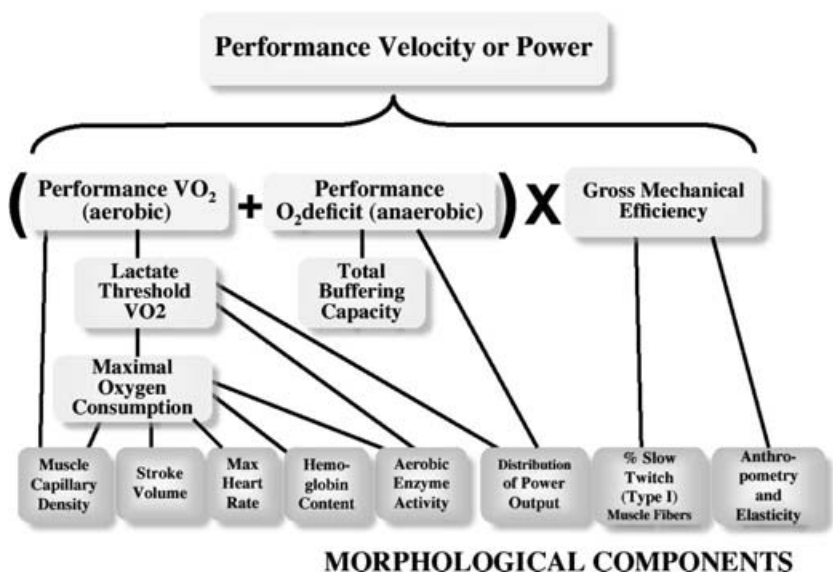 Performance Velocity or Power
(
Performance VO₂
(aerobic)
+
Performance
O₂deficit (anaerobic)
)
X
Gross Mechanical
Efficiency
Lactate
Threshold
VO2
Total
Buffering
Capacity
Maximal
Oxygen
Consumption
Muscle
Capillary
Density
Stroke
Volume
Max
Heart
Rate
Hemo-
globin
Content
Aerobic
Enzyme
Activity
Distribution
of Power
Output
% Slow
Twitch
(Type I)
Muscle Fibers
Anthro-
pometry
and
Elasticity
MORPHOLOGICAL COMPONENTS